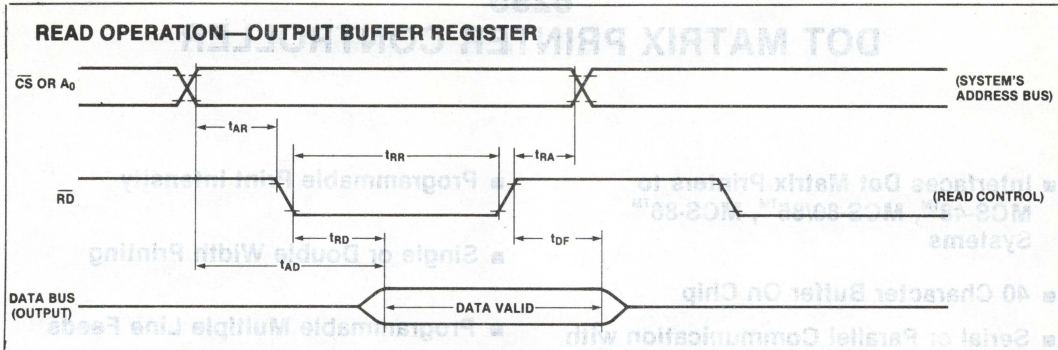 READ OPERATION—OUTPUT BUFFER REGISTER
8295
DOT MATRIX PRINTER CONTROLLER
C̅S̅ OR A0
(SYSTEM'S
ADDRESS BUS)
tAR
tRR
tRA
R̅D̅
(READ CONTROL)
tRD
tDF
tAD
DATA BUS
(OUTPUT)
DATA VALID
Interfaces Dot Matrix Printers to
MCS-48™, MCS-80/85™, MCS-86™
Systems
40 Character Buffer On Chip
Serial or Parallel Communication with
Programmable Print Intensity
Single or Double Width Printing
Programmable Multiple Line Feeds